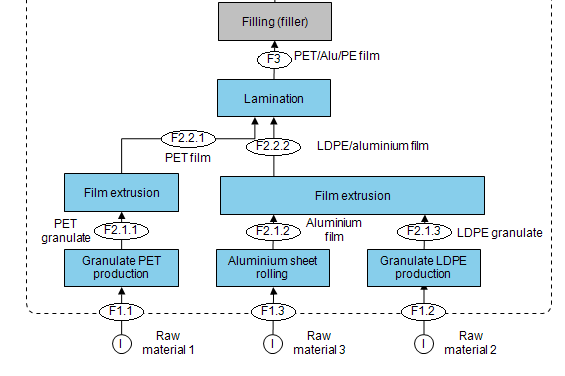 Filling (filler)
F3
PET/Alu/PE film
Lamination
F2.2.1
PET film
F2.2.2
LDPE/aluminium film
Film extrusion
Film extrusion
PET
granulate
F2.1.1
F2.1.2
Aluminium
film
F2.1.3
LDPE granulate
Granulate PET
production
Aluminium sheet
rolling
Granulate LDPE
production
F1.1
F1.3
F1.2
I
Raw
material 1
I
Raw
material 3
I
Raw
material 2